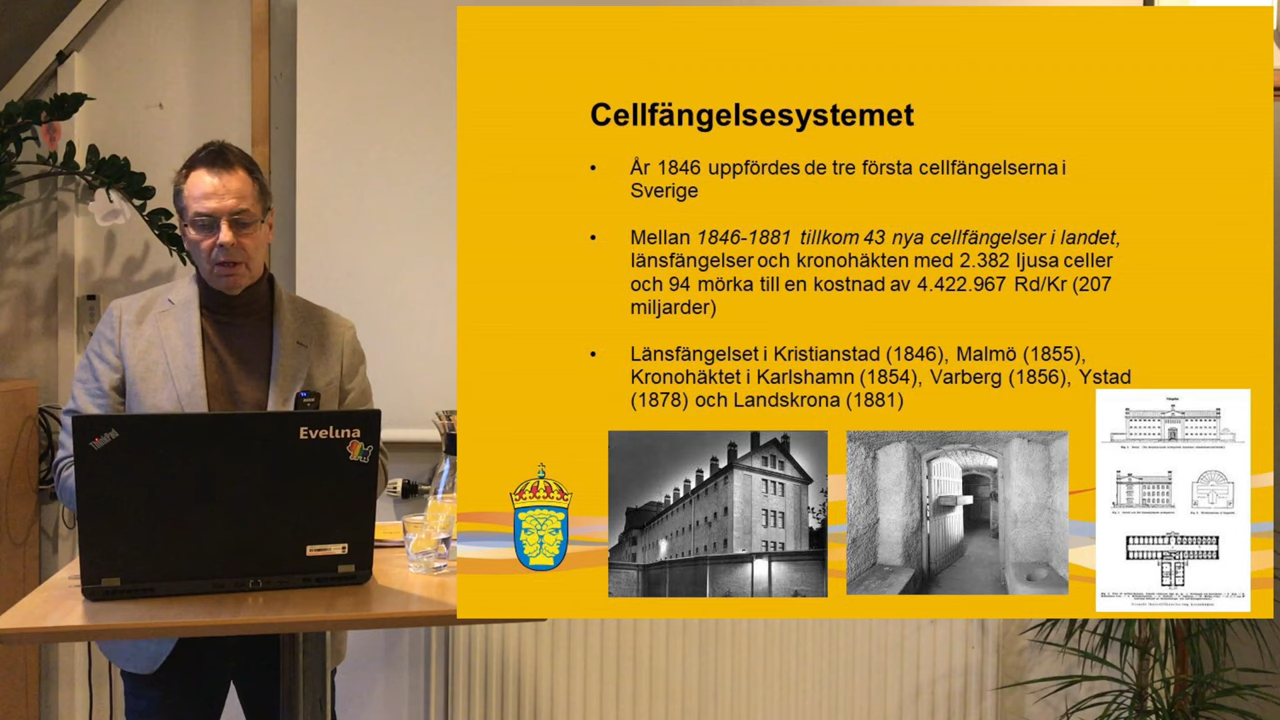 Cellfängelsesystemet
• År 1846 uppfördes de tre första cellfängelserna i
Sverige
• Mellan 1846-1881 tillkom 43 nya cellfängelser i landet,
länsfängelser och kronohäkten med 2.382 ljusa celler
och 94 mörka till en kostnad av 4.422.967 Rd/Kr (207
miljarder)
• Länsfängelset i Kristianstad (1846), Malmö (1855),
Kronohäktet i Karlshamn (1854), Varberg (1856), Ystad
(1878) och Landskrona (1881)
ThinkPad
Evelina